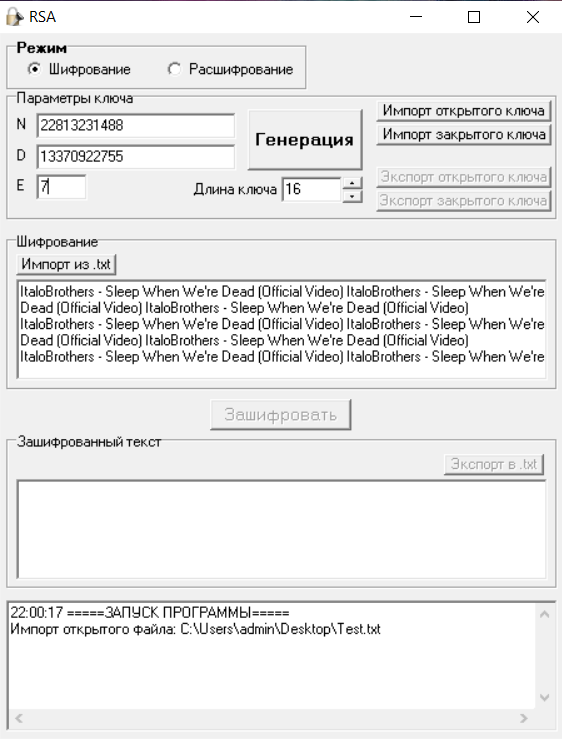 RSA
Режим
Шифрование Расшифрование
Параметры ключа
N 22813231488
D 13370922755
E 7
Генерация
Длина ключа 16
Импорт открытого ключа
Импорт закрытого ключа
Экспорт открытого ключа
Экспорт закрытого ключа
Шифрование
Импорт из .txt
ItaloBrothers - Sleep When We're Dead (Official Video) ItaloBrothers - Sleep When We're
Dead (Official Video) ItaloBrothers - Sleep When We're Dead (Official Video)
ItaloBrothers - Sleep When We're Dead (Official Video) ItaloBrothers - Sleep When We're
Dead (Official Video) ItaloBrothers - Sleep When We're Dead (Official Video)
ItaloBrothers - Sleep When We're Dead (Official Video) ItaloBrothers - Sleep When We're
Зашифровать
Зашифрованный текст
Экспорт в .txt
22:00:17 =====ЗАПУСК ПРОГРАММЫ=====
Импорт открытого файла: C:\Users\admin\Desktop\Test.txt